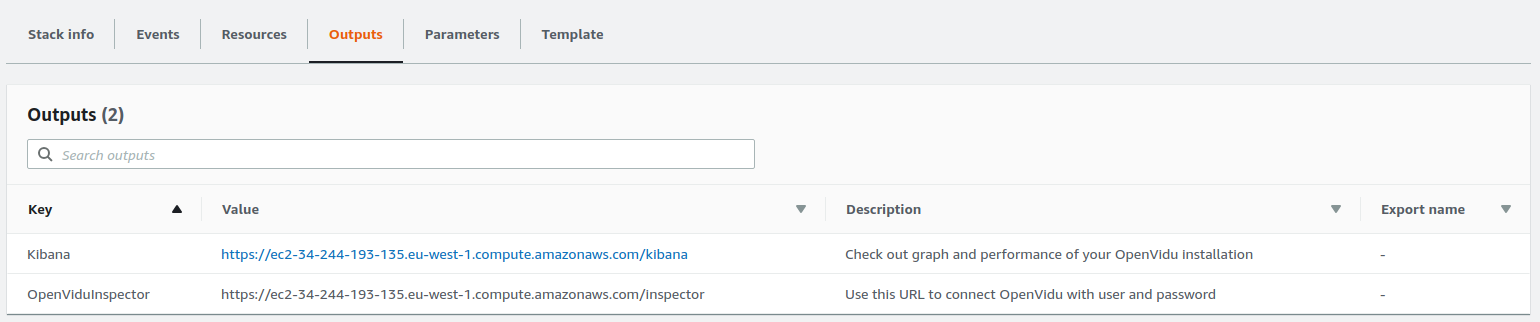 Stack info Events Resources Outputs Parameters Template
Outputs (2)
Search outputs
Key Value Description Export name
Kibana https://ec2-34-244-193-135.eu-west-1.compute.amazonaws.com/kibana Check out graph and performance of your OpenVidu installation -
OpenViduInspector https://ec2-34-244-193-135.eu-west-1.compute.amazonaws.com/inspector Use this URL to connect OpenVidu with user and password -